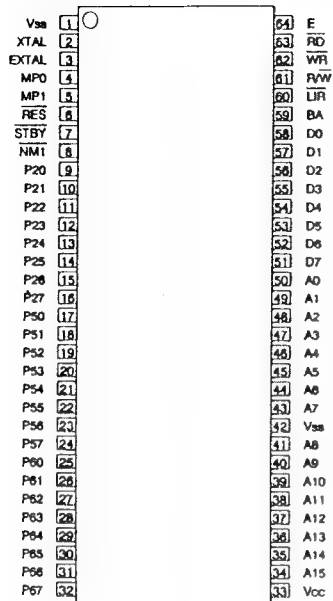 Vss 1 64 E
XTAL 2 63 RD
EXTAL 3 62 WR
MP0 4 61 R/W
MP1 5 60 LIR
RES 6 59 BA
STBY 7 58 D0
NM1 8 57 D1
P20 9 56 D2
P21 10 55 D3
P22 11 54 D4
P23 12 53 D5
P24 13 52 D6
P25 14 51 D7
P26 15 50 A0
P27 16 49 A1
P50 17 48 A2
P51 18 47 A3
P52 19 46 A4
P53 20 45 A5
P54 21 44 A6
P55 22 43 A7
P56 23 42 Vss
P57 24 41 A8
P60 25 40 A9
P61 26 39 A10
P62 27 38 A11
P63 28 37 A12
P64 29 36 A13
P65 30 35 A14
P66 31 34 A15
P67 32 33 Vcc